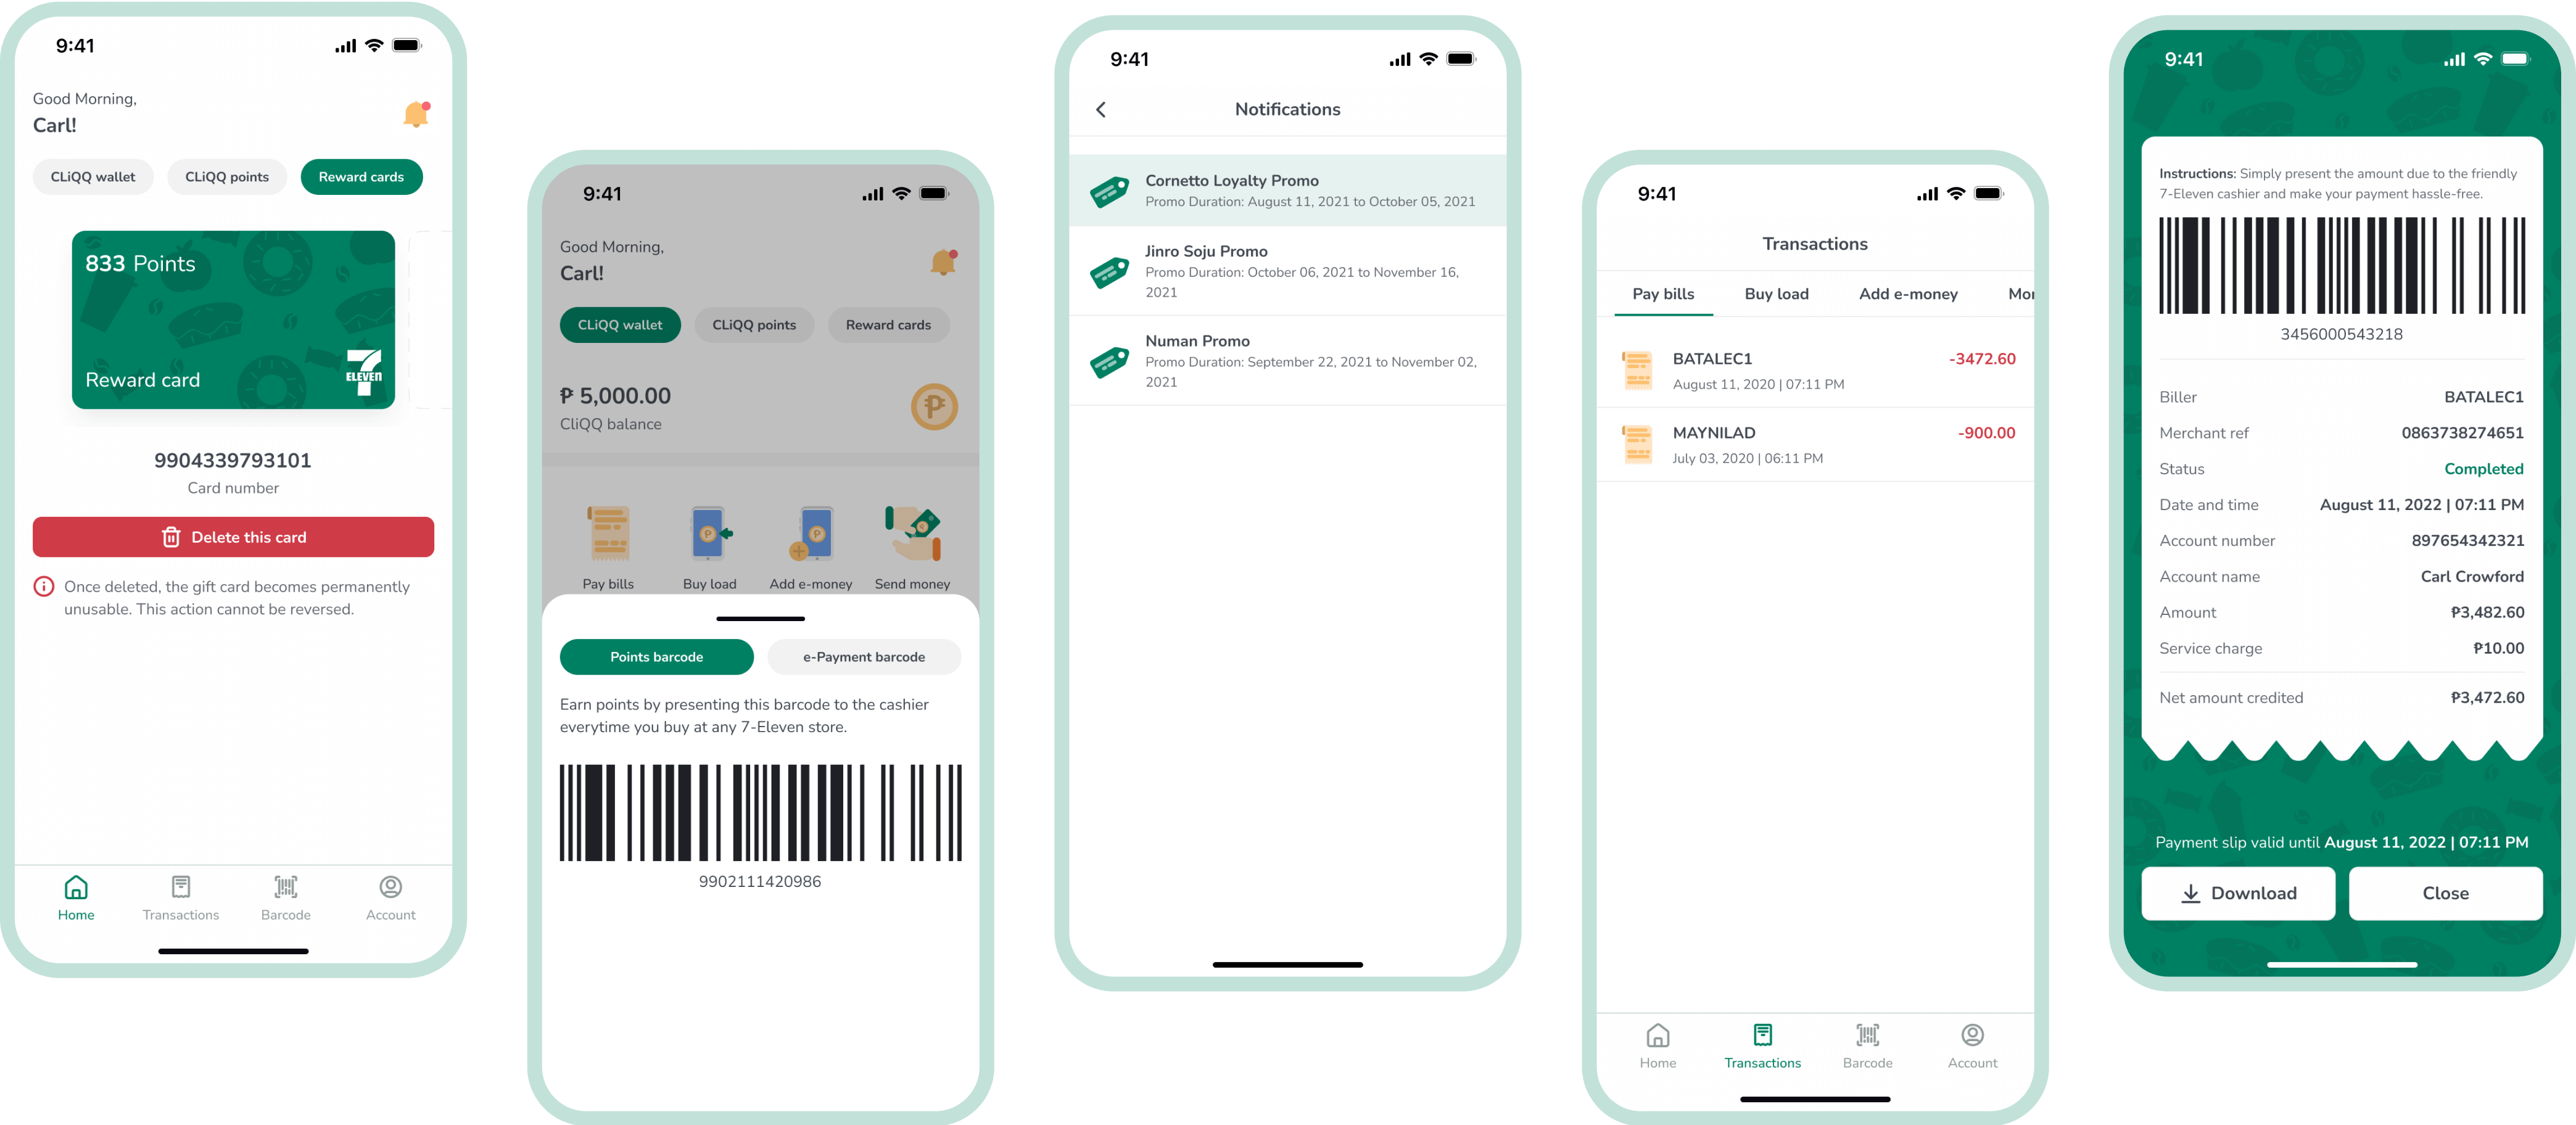 9:41
Good Morning,
Carl!
CLiQQ wallet
CLiQQ points
Reward cards
833 Points
Reward card
7
ELEVEN
9904339793101
Card number
Delete this card
Once deleted, the gift card becomes permanently
unusable. This action cannot be reversed.
Home
Transactions
Barcode
Account
9:41
Good Morning,
Carl!
CLiQQ wallet
CLiQQ points
Reward cards
₱ 5,000.00
CliQQ balance
₱
Pay bills
Buy load
Add e-money
Send money
Points barcode
e-Payment barcode
Earn points by presenting this barcode to the cashier
everytime you buy at any 7-Eleven store.
9902111420986
9:41
Notifications
Cornetto Loyalty Promo
Promo Duration: August 11, 2021 to October 05, 2021
Jinro Soju Promo
Promo Duration: October 06, 2021 to November 16,
2021
Numan Promo
Promo Duration: September 22, 2021 to November 02,
2021
9:41
Transactions
Pay bills
Buy load
Add e-money
Mor
BATALEC1
-3472.60
August 11, 2020 | 07:11 PM
MAYNILAD
-900.00
July 03, 2020 | 06:11 PM
Home
Transactions
Barcode
Account
9:41
Instructions: Simply present the amount due to the friendly
7-Eleven cashier and make your payment hassle-free.
3456000543218
Biller BATALEC1
Merchant ref 0863738274651
Status Completed
Date and time August 11, 2022 | 07:11 PM
Account number 897654342321
Account name Carl Crowford
Amount ₱3,482.60
Service charge ₱10.00
Net amount credited ₱3,472.60
Payment slip valid until August 11, 2022 | 07:11 PM
Download
Close